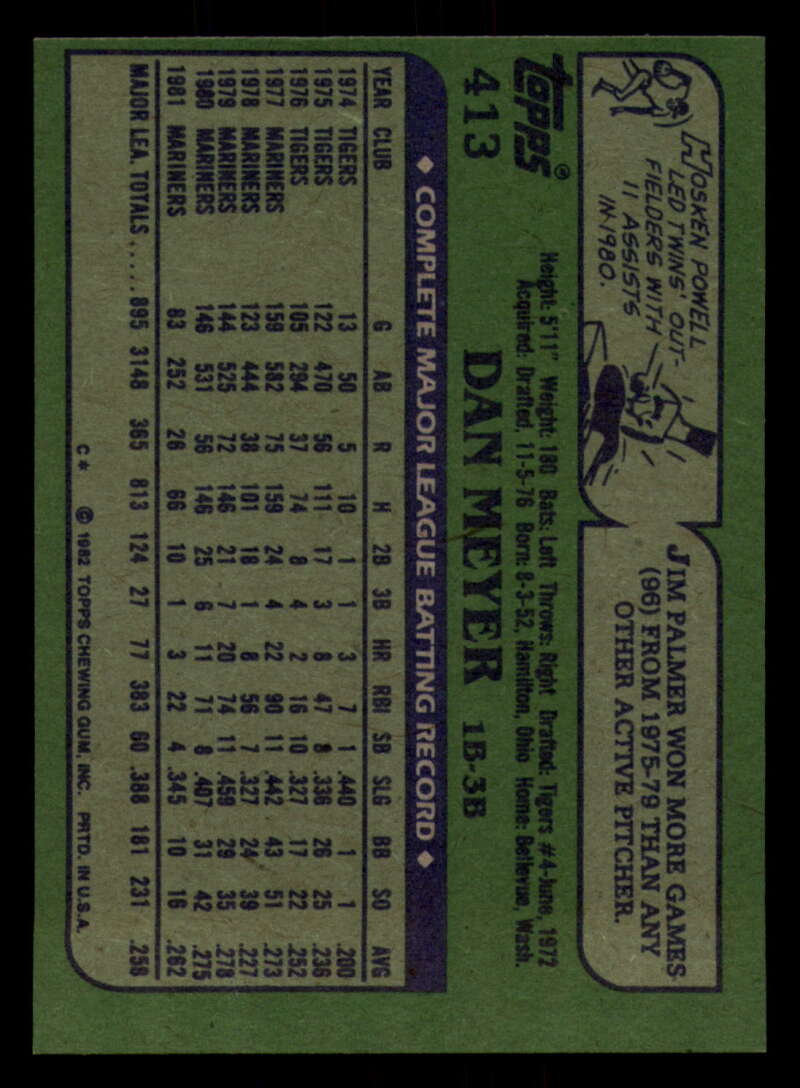 HOSKEN POWELL
LED TWINS' OUT-
FIELDERS WITH
11 ASSISTS
IN 1980.
JIM PALMER WON MORE GAMES
(96) FROM 1975-79 THAN ANY
OTHER ACTIVE PITCHER.
TOPPS®
413 DAN MEYER 1B-3B
Height: 5'11" Weight: 180 Bats: Left Throws: Right Drafted: Tigers #4-June, 1972
Acquired: Drafted, 11-5-76 Born: 8-3-52, Hamilton, Ohio Home: Bellevue, Wash.
◆ COMPLETE MAJOR LEAGUE BATTING RECORD ◆
YEAR CLUB G AB R H 2B 3B HR RBI SB SLG BB SO AVG
1974 TIGERS 13 50 5 10 1 1 3 7 1 .440 1 1 .200
1975 TIGERS 122 470 56 111 17 3 8 47 8 .336 26 25 .236
1976 TIGERS 105 294 37 74 8 4 2 16 10 .327 17 22 .252
1977 MARINERS 159 582 75 159 24 4 22 90 11 .442 43 51 .273
1978 MARINERS 123 444 38 101 18 1 8 56 7 .327 24 39 .227
1979 MARINERS 144 525 72 146 21 7 20 74 11 .459 29 35 .278
1980 MARINERS 146 531 56 146 25 6 11 71 8 .407 31 42 .275
1981 MARINERS 83 252 26 66 10 1 3 22 4 .345 10 16 .262
MAJOR LEA. TOTALS..... 895 3148 365 813 124 27 77 383 60 .388 181 231 .258
C* © 1982 TOPPS CHEWING GUM, INC. PRTD. IN U.S.A.